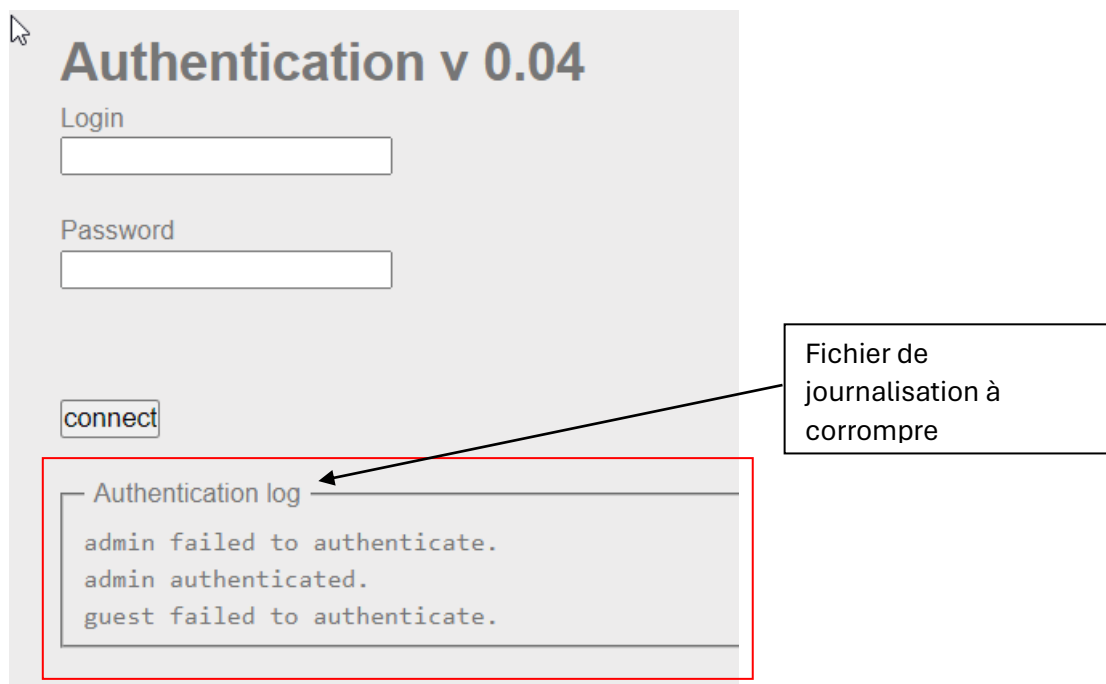 Authentication v 0.04
Login
Password
connect
Fichier de
journalisation à
corrompre
Authentication log
admin failed to authenticate.
admin authenticated.
guest failed to authenticate.